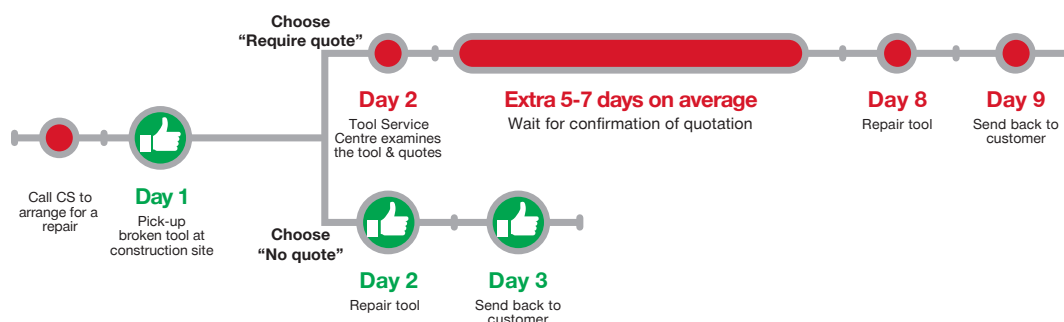 Choose
“Require quote”
Day 2
Tool Service
Centre examines
the tool & quotes
Extra 5-7 days on average
Wait for confirmation of quotation
Day 8
Repair tool
Day 9
Send back to
customer
Call CS to
arrange for a
repair
Day 1
Pick-up
broken tool at
construction site
Choose
“No quote”
Day 2
Repair tool
Day 3
Send back to
customer